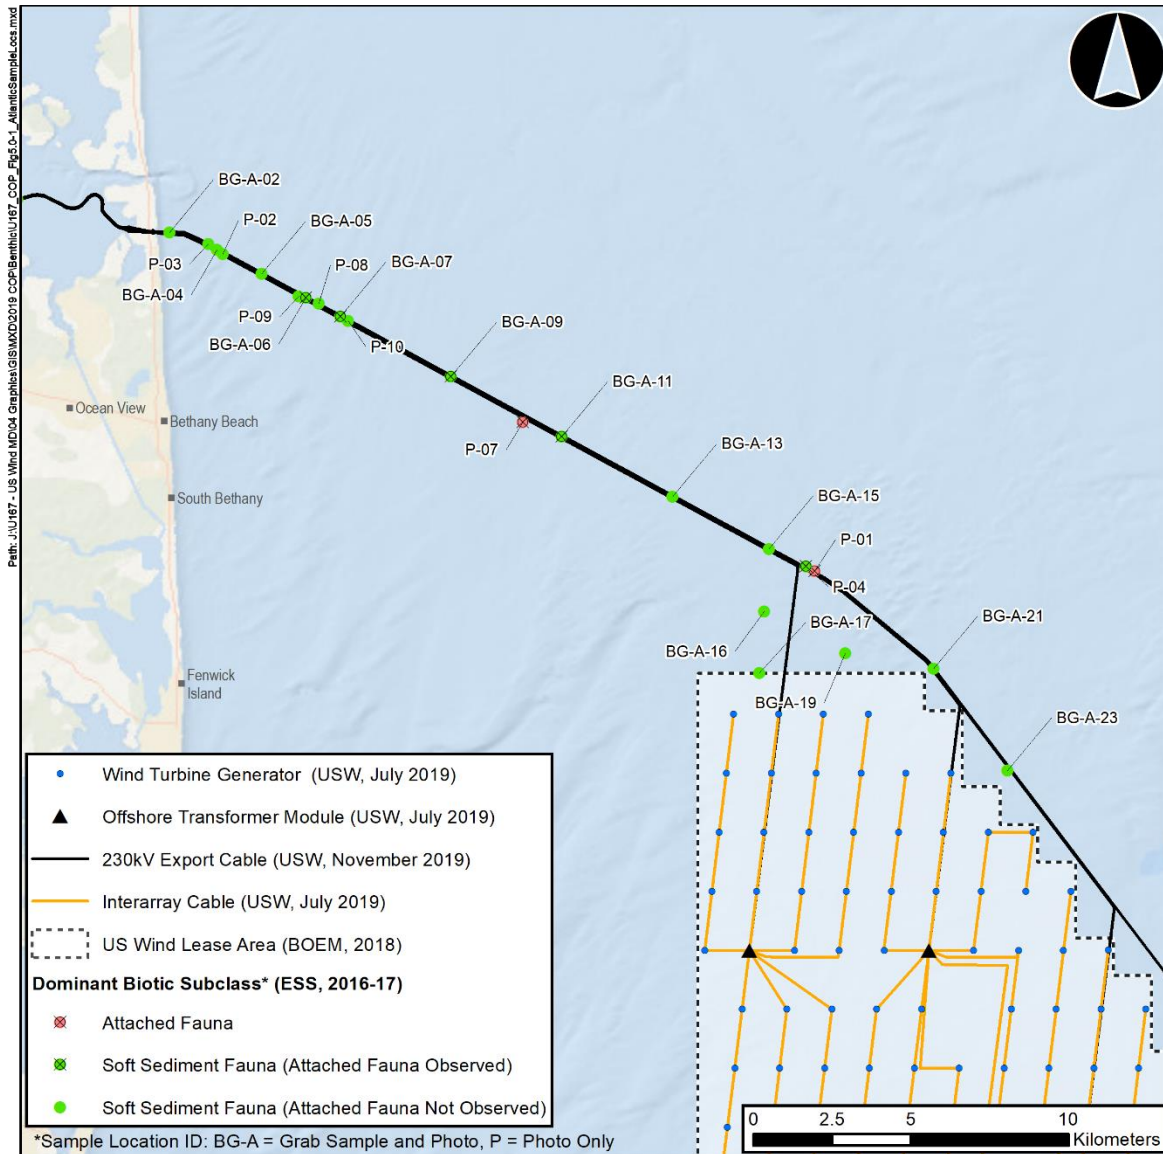 Path: J:\U167 - US Wind MD\04 Graphics\GIS\MXD\2019 COP\Benthic\U167_COP_Fig5.0-1_AtlanticSampleLocs.mxd
BG-A-02
P-02
BG-A-05
P-03
P-08
BG-A-07
BG-A-04
P-09
BG-A-06
P-10
BG-A-09
BG-A-11
Ocean View
Bethany Beach
P-07
BG-A-13
South Bethany
BG-A-15
P-01
P-04
BG-A-21
BG-A-17
BG-A-16
Fenwick
Island
BG-A-19
BG-A-23
Wind Turbine Generator (USW, July 2019)
Offshore Transformer Module (USW, July 2019)
230kV Export Cable (USW, November 2019)
Interarray Cable (USW, July 2019)
US Wind Lease Area (BOEM, 2018)
Dominant Biotic Subclass* (ESS, 2016-17)
Attached Fauna
Soft Sediment Fauna (Attached Fauna Observed)
Soft Sediment Fauna (Attached Fauna Not Observed)
0 2.5 5 10
Kilometers
*Sample Location ID: BG-A = Grab Sample and Photo, P = Photo Only